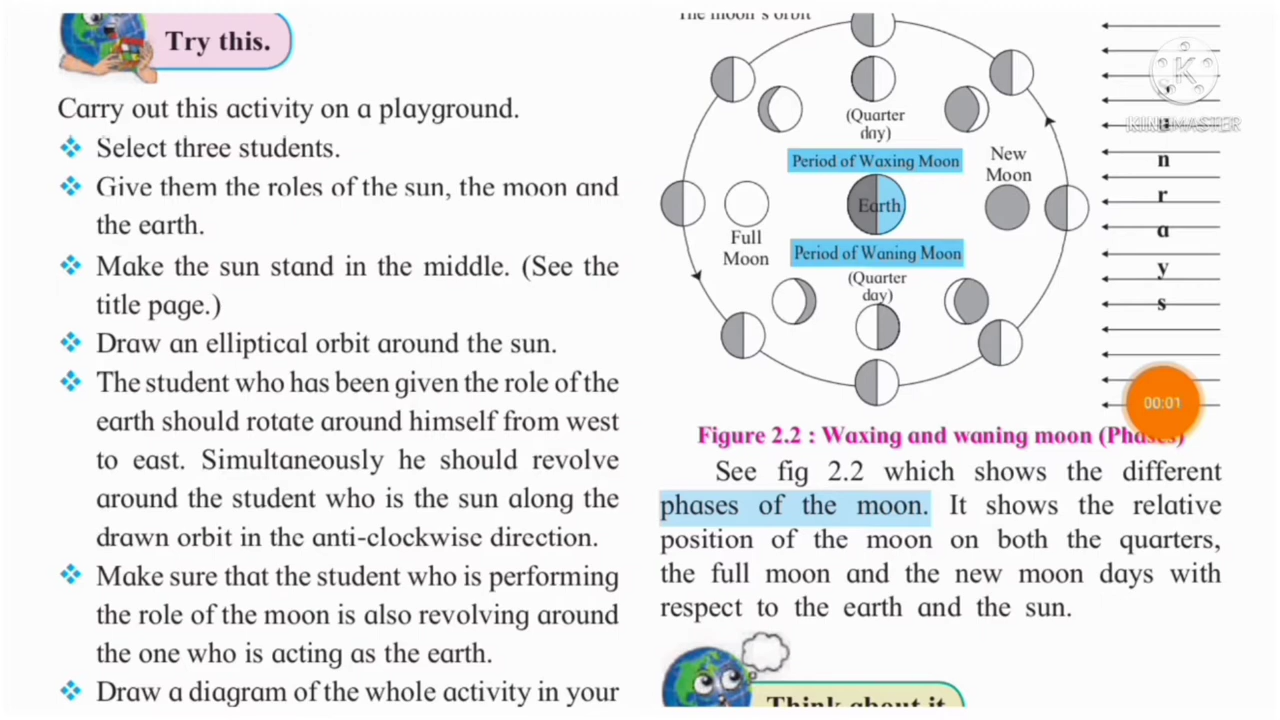 Try this.
Carry out this activity on a playground.
❖ Select three students.
❖ Give them the roles of the sun, the moon and
the earth.
❖ Make the sun stand in the middle. (See the
title page.)
❖ Draw an elliptical orbit around the sun.
❖ The student who has been given the role of the
earth should rotate around himself from west
to east. Simultaneously he should revolve
around the student who is the sun along the
drawn orbit in the anti-clockwise direction.
❖ Make sure that the student who is performing
the role of the moon is also revolving around
the one who is acting as the earth.
❖ Draw a diagram of the whole activity in your
The moon's orbit
(Quarter
day)
Period of Waxing Moon
New
Moon
Earth
Full
Moon
Period of Waning Moon
(Quarter
day)
n
r
a
y
s
K
KINEMASTER
00:01
Figure 2.2 : Waxing and waning moon (Phases)
See fig 2.2 which shows the different
phases of the moon. It shows the relative
position of the moon on both the quarters,
the full moon and the new moon days with
respect to the earth and the sun.
Think about it